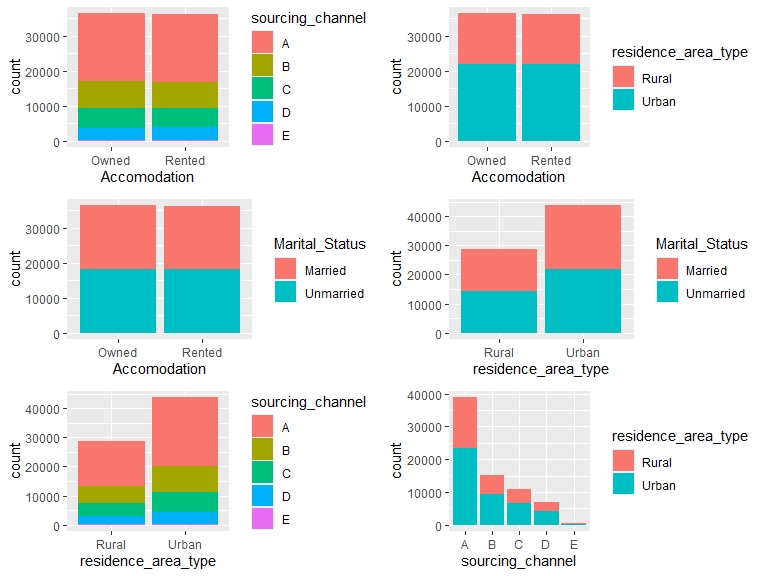 sourcing_channel
30000
20000
10000
0
count
A
B
C
D
E
Owned Rented
Accomodation
30000
20000
10000
0
count
residence_area_type
Rural
Urban
Owned Rented
Accomodation
30000
20000
10000
0
count
Marital_Status
Married
Unmarried
Owned Rented
Accomodation
40000
30000
20000
10000
0
count
Marital_Status
Married
Unmarried
Rural Urban
residence_area_type
40000
30000
20000
10000
0
count
sourcing_channel
A
B
C
D
E
Rural Urban
residence_area_type
40000
30000
20000
10000
0
count
residence_area_type
Rural
Urban
A B C D E
sourcing_channel